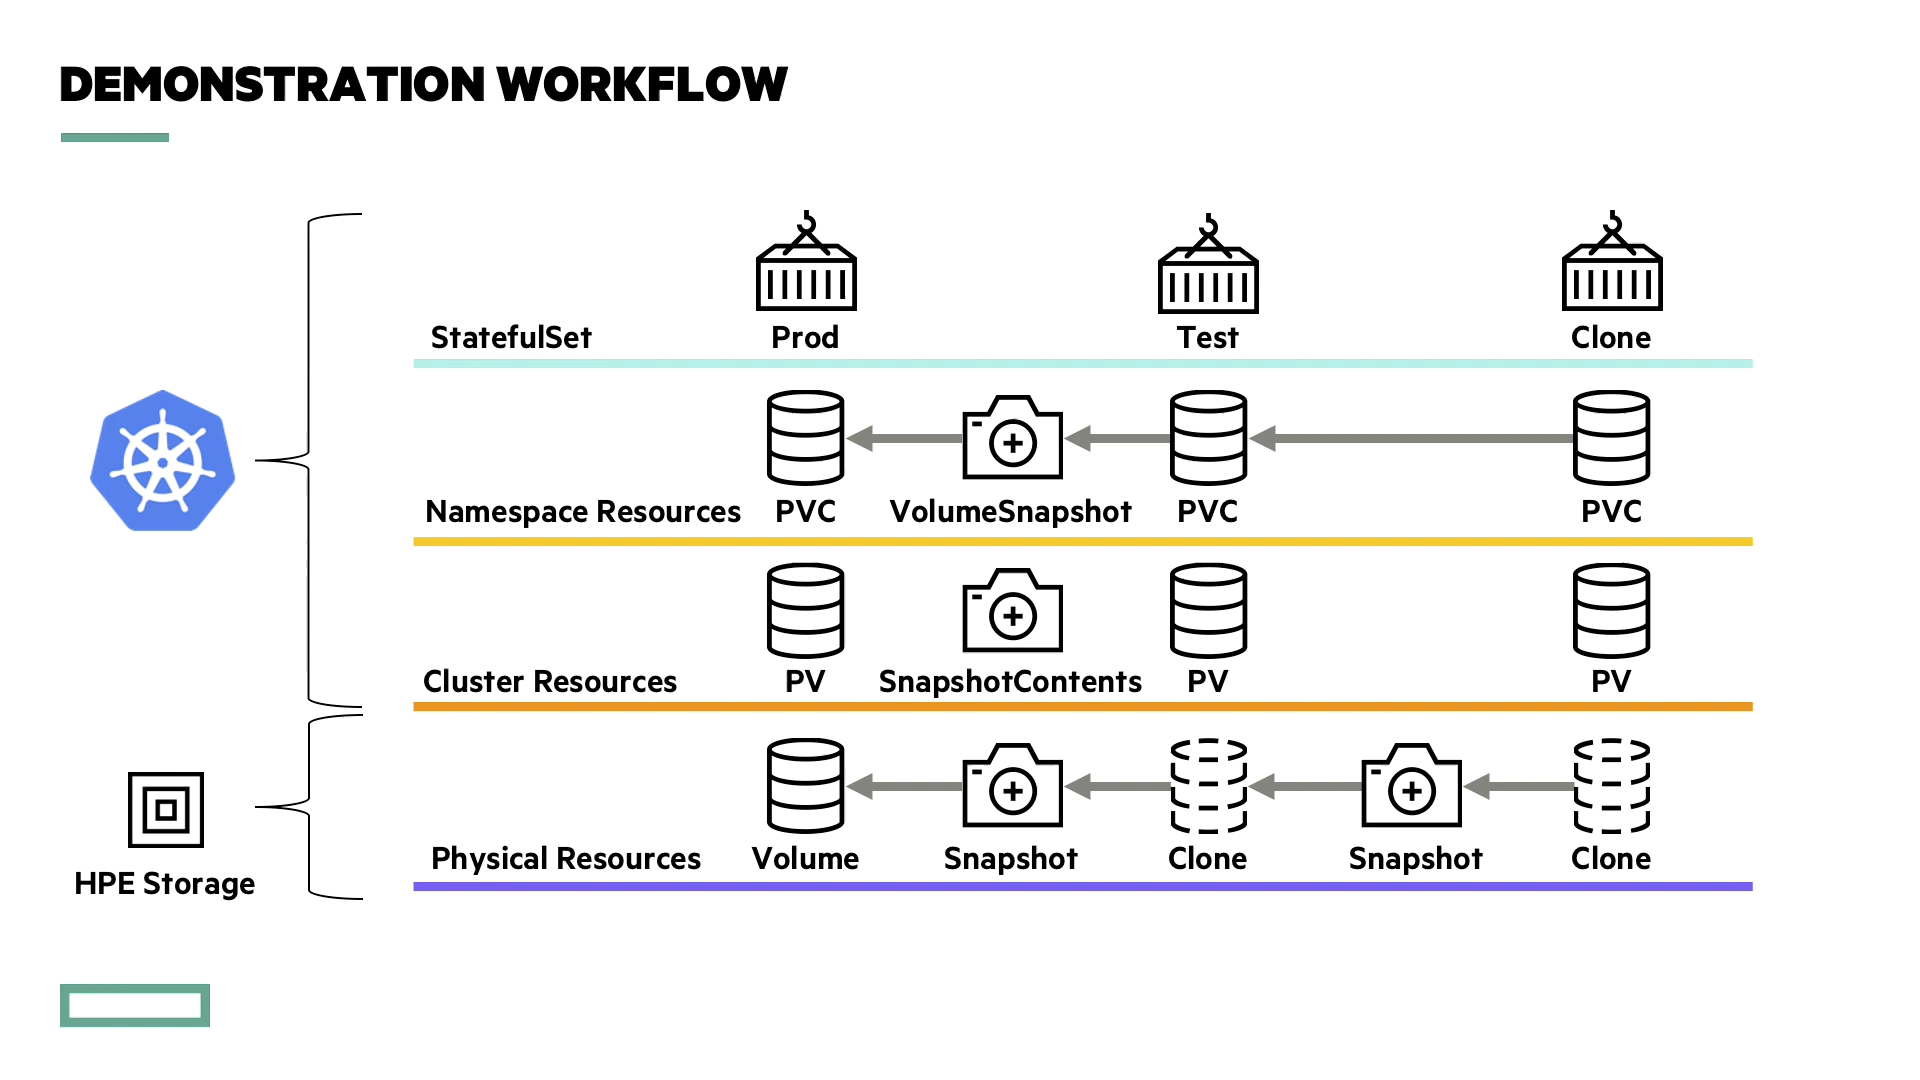 DEMONSTRATION WORKFLOW
StatefulSet Prod Test Clone
Namespace Resources PVC VolumeSnapshot PVC PVC
Cluster Resources PV SnapshotContents PV PV
Physical Resources Volume Snapshot Clone Snapshot Clone
HPE Storage